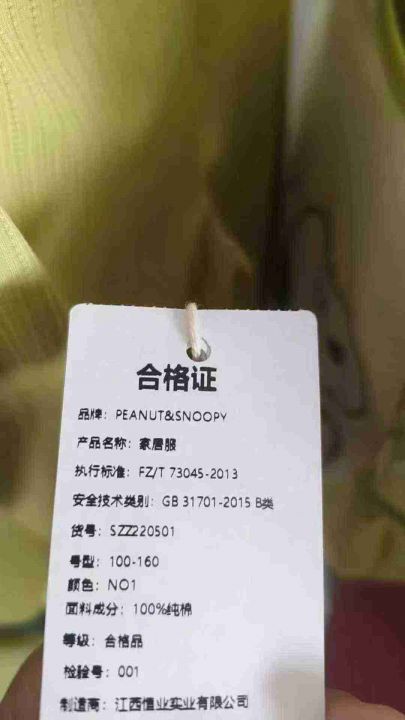 合格证
品牌：PEANUT&SNOOPY
产品名称：家居服
执行标准：FZ/T 73045-2013
安全技术类别：GB 31701-2015 B类
货号：SZZ220501
号型：100-160
颜色：NO1
面料成分：100%纯棉
等级：合格品
检验号：001
制造商：江西恒业实业有限公司